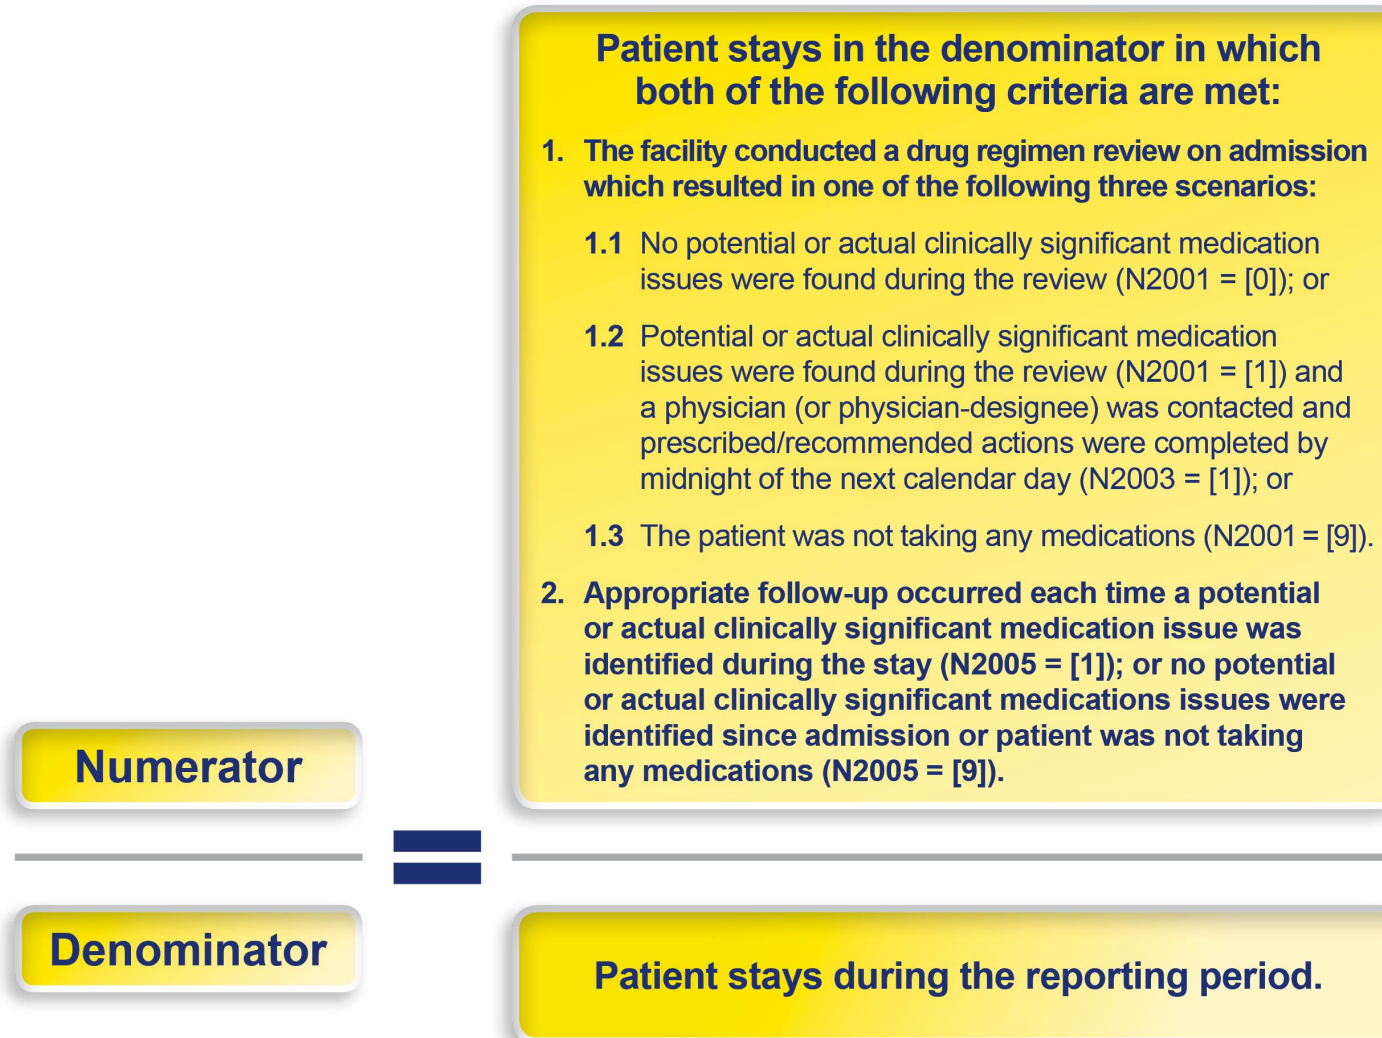 Patient stays in the denominator in which
both of the following criteria are met:
1. The facility conducted a drug regimen review on admission
which resulted in one of the following three scenarios:
1.1 No potential or actual clinically significant medication
issues were found during the review (N2001 = [0]); or
1.2 Potential or actual clinically significant medication
issues were found during the review (N2001 = [1]) and
a physician (or physician-designee) was contacted and
prescribed/recommended actions were completed by
midnight of the next calendar day (N2003 = [1]); or
1.3 The patient was not taking any medications (N2001 = [9]).
2. Appropriate follow-up occurred each time a potential
or actual clinically significant medication issue was
identified during the stay (N2005 = [1]); or no potential
or actual clinically significant medications issues were
identified since admission or patient was not taking
any medications (N2005 = [9]).
Numerator
=
Denominator
Patient stays during the reporting period.